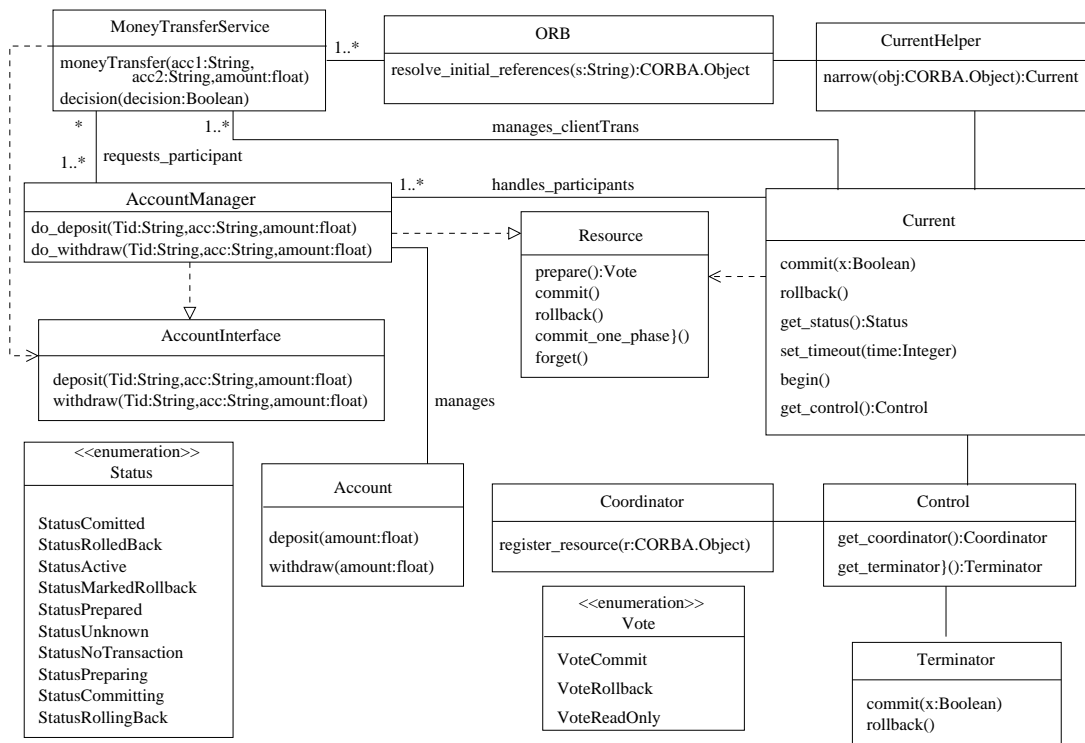 MoneyTransferService
moneyTransfer(acc1:String,
acc2:String,amount:float)
decision(decision:Boolean)
1..*
ORB
resolve_initial_references(s:String):CORBA.Object
CurrentHelper
narrow(obj:CORBA.Object):Current
*
1..*
manages_clientTrans
requests_participant
1..*
AccountManager
do_deposit(Tid:String,acc:String,amount:float)
do_withdraw(Tid:String,acc:String,amount:float)
1..*
handles_participants
Resource
prepare():Vote
commit()
rollback()
commit_one_phase}()
forget()
Current
commit(x:Boolean)
rollback()
get_status():Status
set_timeout(time:Integer)
begin()
get_control():Control
AccountInterface
deposit(Tid:String,acc:String,amount:float)
withdraw(Tid:String,acc:String,amount:float)
manages
<<enumeration>>
Status
StatusComitted
StatusRolledBack
StatusActive
StatusMarkedRollback
StatusPrepared
StatusUnknown
StatusNoTransaction
StatusPreparing
StatusCommitting
StatusRollingBack
Account
deposit(amount:float)
withdraw(amount:float)
Coordinator
register_resource(r:CORBA.Object)
Control
get_coordinator():Coordinator
get_terminator}():Terminator
<<enumeration>>
Vote
VoteCommit
VoteRollback
VoteReadOnly
Terminator
commit(x:Boolean)
rollback()